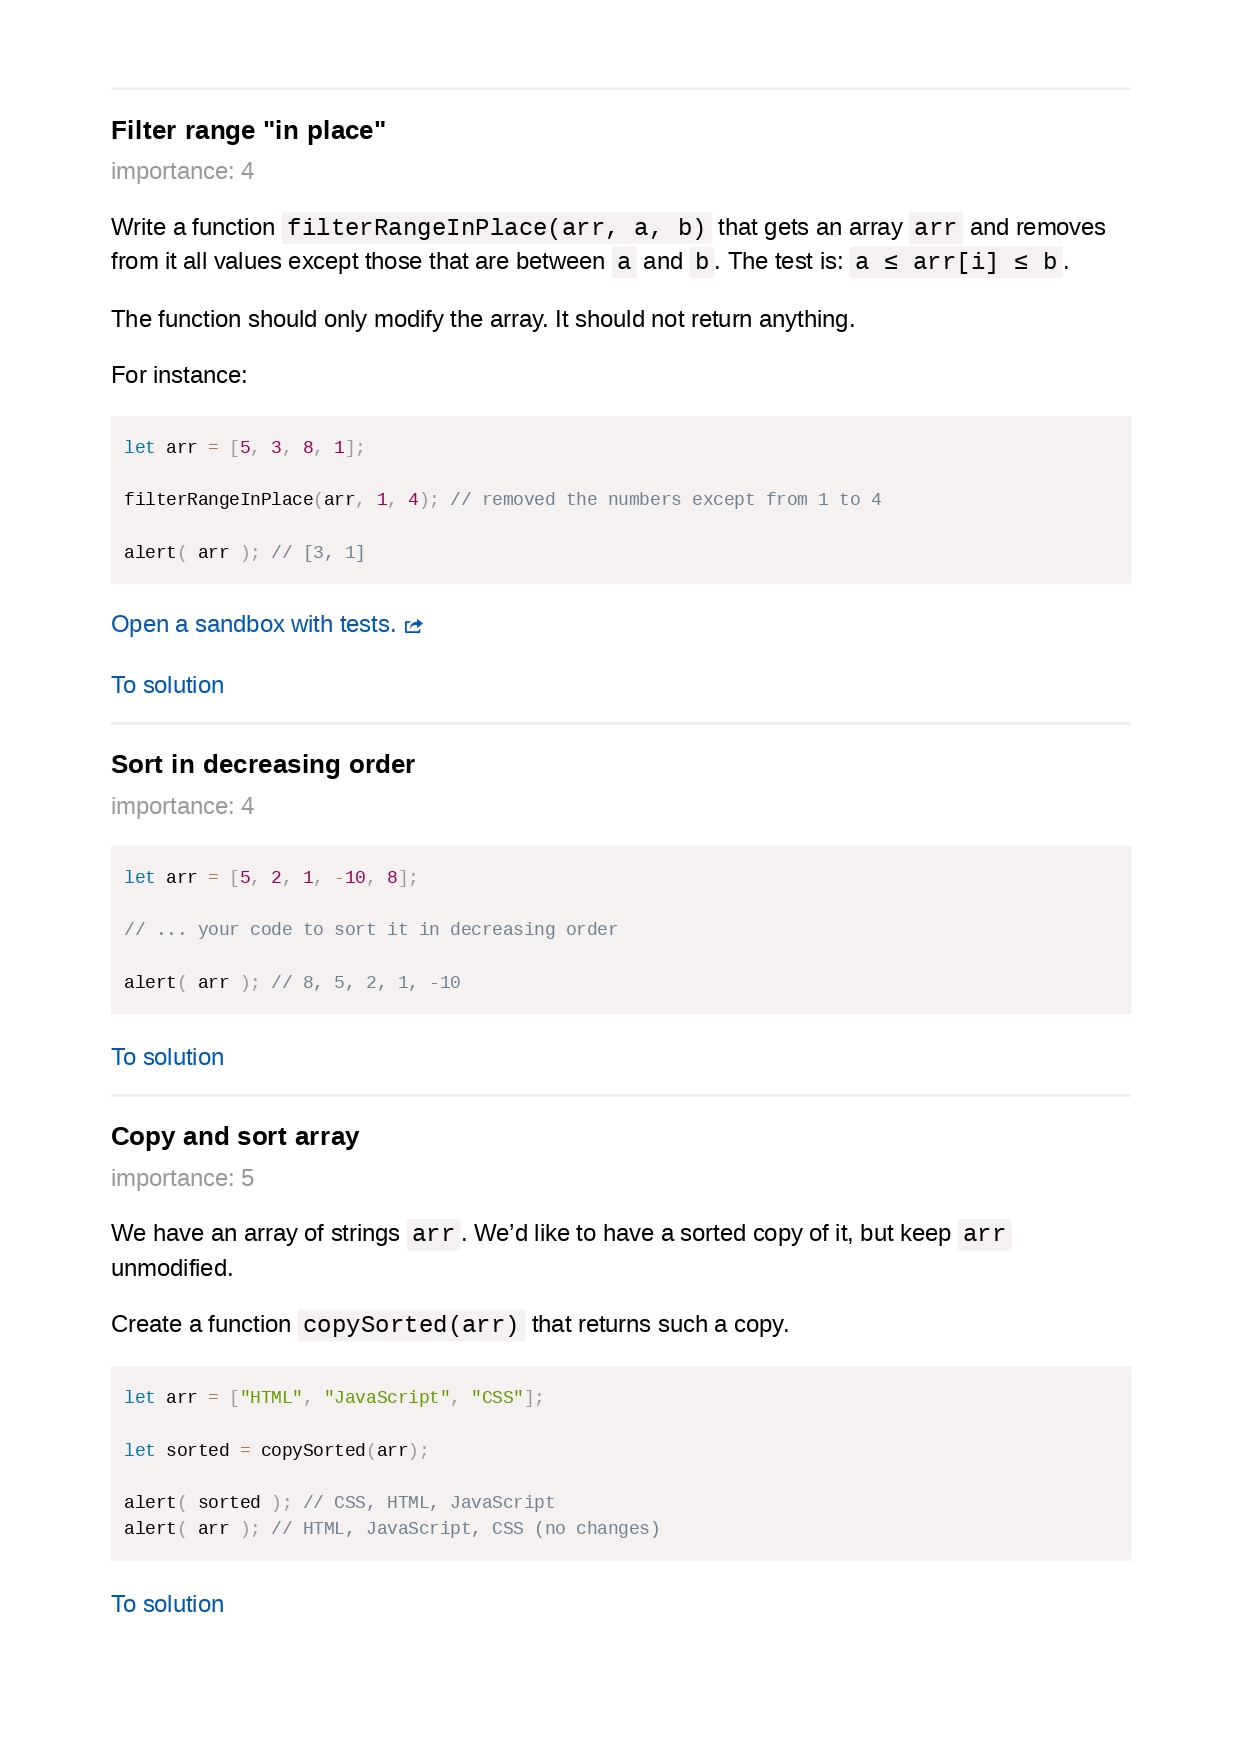 Filter range "in place"
importance: 4
Write a function filterRangeInPlace(arr, a, b) that gets an array arr and removes
from it all values except those that are between a and b. The test is: a ≤ arr[i] ≤ b.
The function should only modify the array. It should not return anything.
For instance:
let arr = [5, 3, 8, 1];
filterRangeInPlace(arr, 1, 4); // removed the numbers except from 1 to 4
alert( arr ); // [3, 1]
Open a sandbox with tests.
To solution
Sort in decreasing order
importance: 4
let arr = [5, 2, 1, -10, 8];
// ... your code to sort it in decreasing order
alert( arr ); // 8, 5, 2, 1, -10
To solution
Copy and sort array
importance: 5
We have an array of strings arr. We’d like to have a sorted copy of it, but keep arr
unmodified.
Create a function copySorted(arr) that returns such a copy.
let arr = ["HTML", "JavaScript", "CSS"];
let sorted = copySorted(arr);
alert( sorted ); // CSS, HTML, JavaScript
alert( arr ); // HTML, JavaScript, CSS (no changes)
To solution